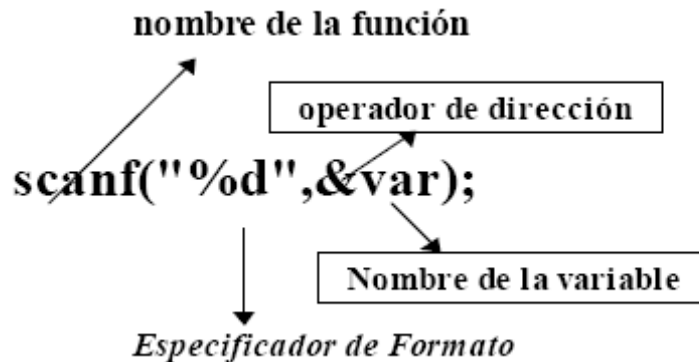 nombre de la función
operador de dirección
scanf("%d",&var);
Nombre de la variable
Especificador de Formato